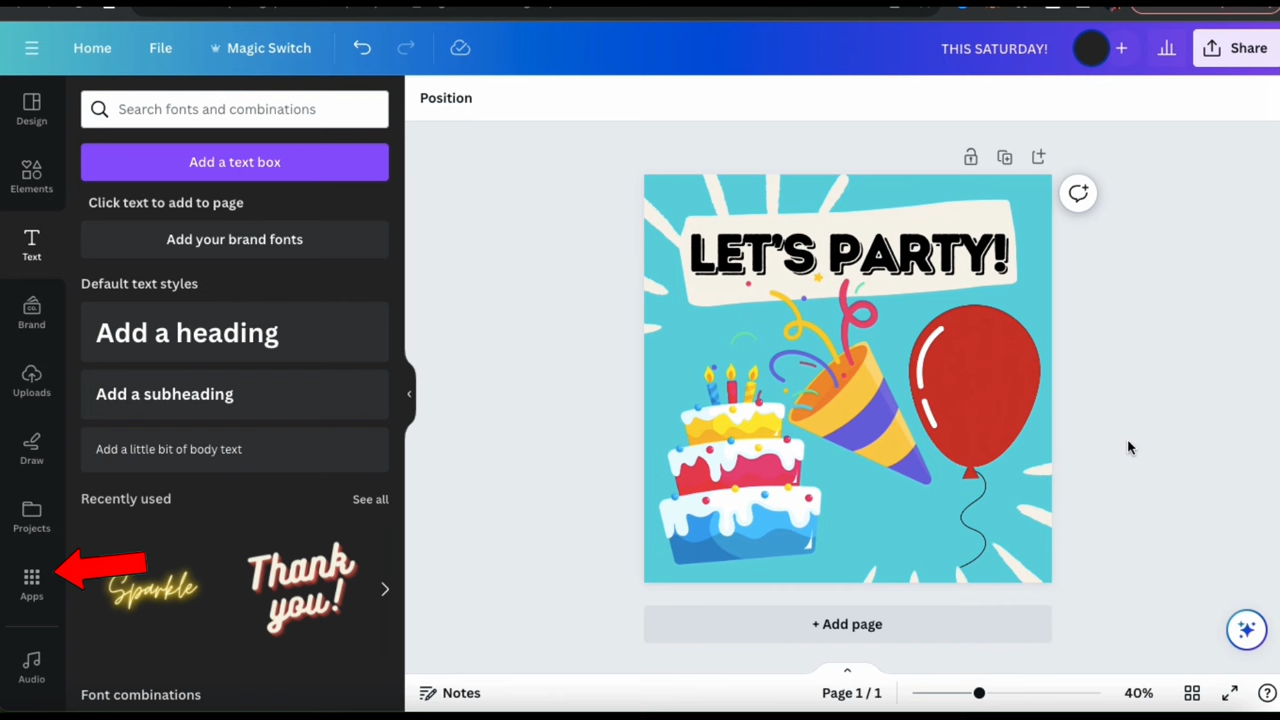 Home
File
Magic Switch
THIS SATURDAY!
Share
Design
Elements
Text
Brand
Uploads
Draw
Projects
Apps
Audio
Search fonts and combinations
Add a text box
Click text to add to page
Add your brand fonts
Default text styles
Add a heading
Add a subheading
Add a little bit of body text
Recently used
See all
Sparkle
Thank
you!
Font combinations
Position
LET'S PARTY!
+ Add page
Notes
Page 1 / 1
40%